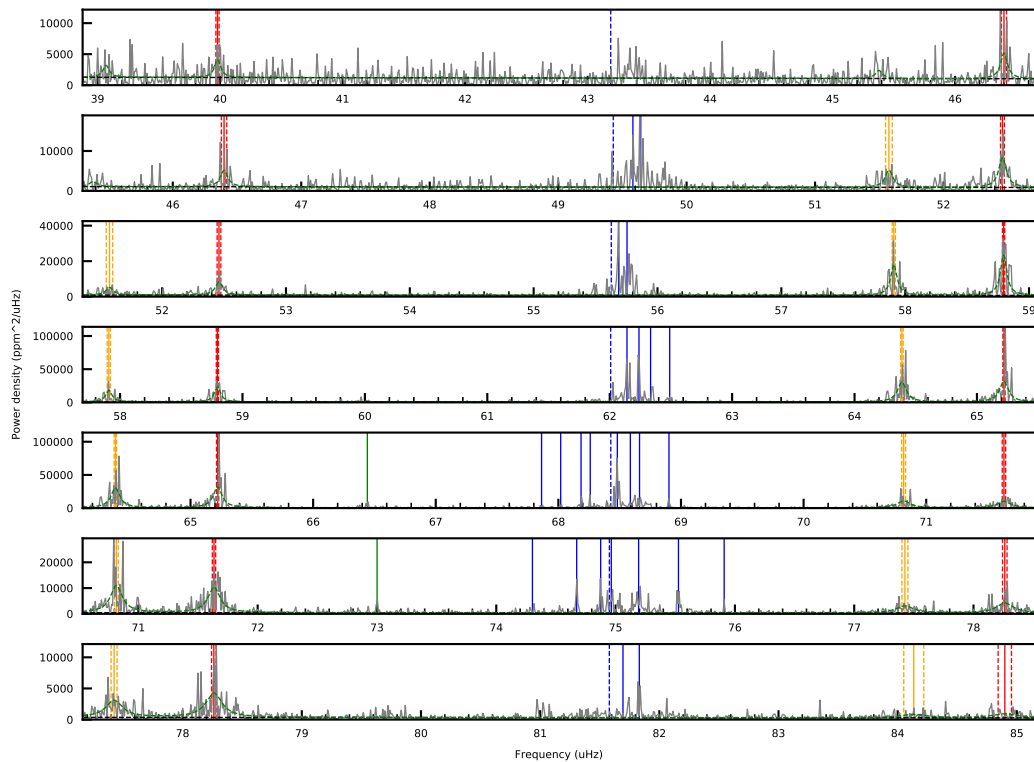 10000
5000
0
39 40 41 42 43 44 45 46
10000
0
46 47 48 49 50 51 52
40000
20000
0
52 53 54 55 56 57 58 59
100000
50000
0
58 59 60 61 62 63 64 65
Power density (ppm^2/uHz)
100000
50000
0
65 66 67 68 69 70 71
20000
10000
0
71 72 73 74 75 76 77 78
10000
5000
0
78 79 80 81 82 83 84 85
Frequency (uHz)